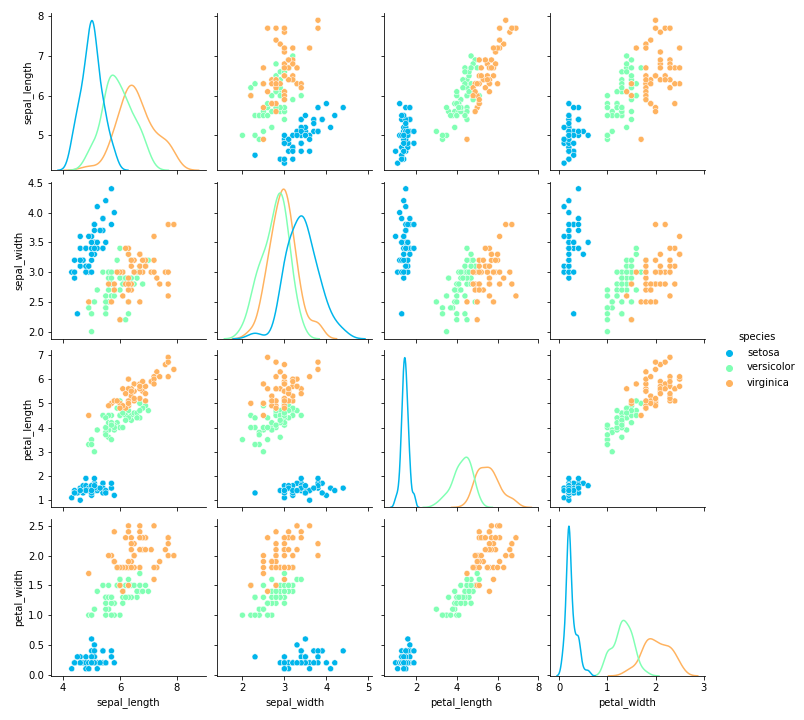 8
7
6
5
sepal_length
4.5
4.0
3.5
3.0
2.5
2.0
sepal_width
species
setosa
versicolor
virginica
7
6
5
4
3
2
1
petal_length
2.5
2.0
1.5
1.0
0.5
0.0
petal_width
4 6 8
2 3 4 5
2 4 6 8
0 1 2 3
sepal_length
sepal_width
petal_length
petal_width